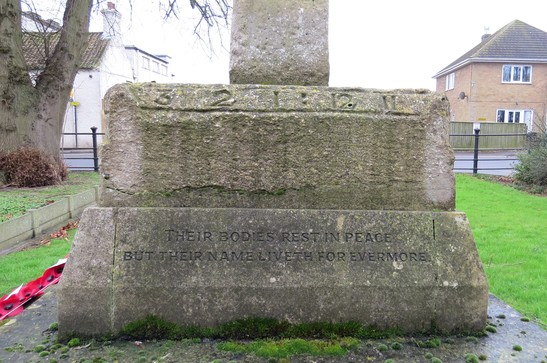 THEIR BODIES REST IN PEACE
BUT THEIR NAME LIVETH FOR EVERMORE.